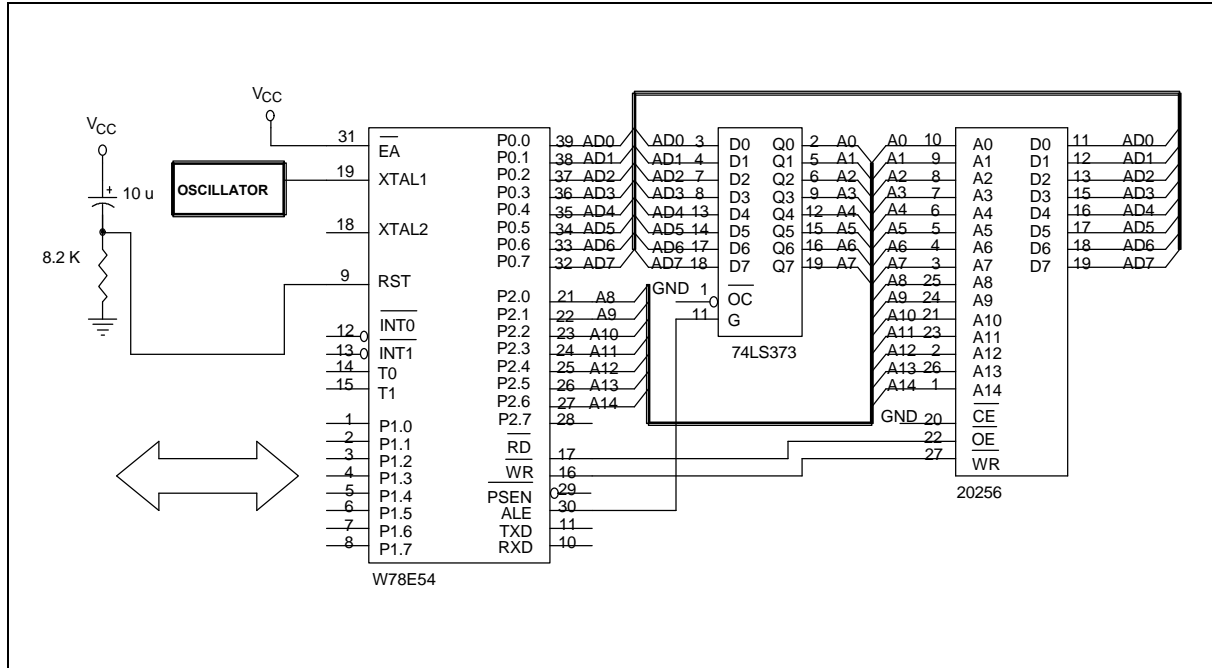 VCC
VCC
10 u
+
8.2 K
OSCILLATOR
31 EA
19 XTAL1
18 XTAL2
9 RST
12 INT0
13 INT1
14 T0
15 T1
1 P1.0
2 P1.1
3 P1.2
4 P1.3
5 P1.4
6 P1.5
7 P1.6
8 P1.7
P0.0 39 AD0
P0.1 38 AD1
P0.2 37 AD2
P0.3 36 AD3
P0.4 35 AD4
P0.5 34 AD5
P0.6 33 AD6
P0.7 32 AD7
P2.0 21 A8
P2.1 22 A9
P2.2 23 A10
P2.3 24 A11
P2.4 25 A12
P2.5 26 A13
P2.6 27 A14
P2.7 28
RD 17
WR 16
PSEN 29
ALE 30
TXD 11
RXD 10
W78E54
AD0 3 D0 Q0 2 A0
AD1 4 D1 Q1 5 A1
AD2 7 D2 Q2 6 A2
AD3 8 D3 Q3 9 A3
AD4 13 D4 Q4 12 A4
AD5 14 D5 Q5 15 A5
AD6 17 D6 Q6 16 A6
AD7 18 D7 Q7 19 A7
GND 1 OC
11 G
74LS373
A0 10 A0 D0 11 AD0
A1 9 A1 D1 12 AD1
A2 8 A2 D2 13 AD2
A3 7 A3 D3 15 AD3
A4 6 A4 D4 16 AD4
A5 5 A5 D5 17 AD5
A6 4 A6 D6 18 AD6
A7 3 A7 D7 19 AD7
A8 25 A8
A9 24 A9
A10 21 A10
A11 23 A11
A12 2 A12
A13 26 A13
A14 1 A14
GND 20 CE
22 OE
27 WR
20256